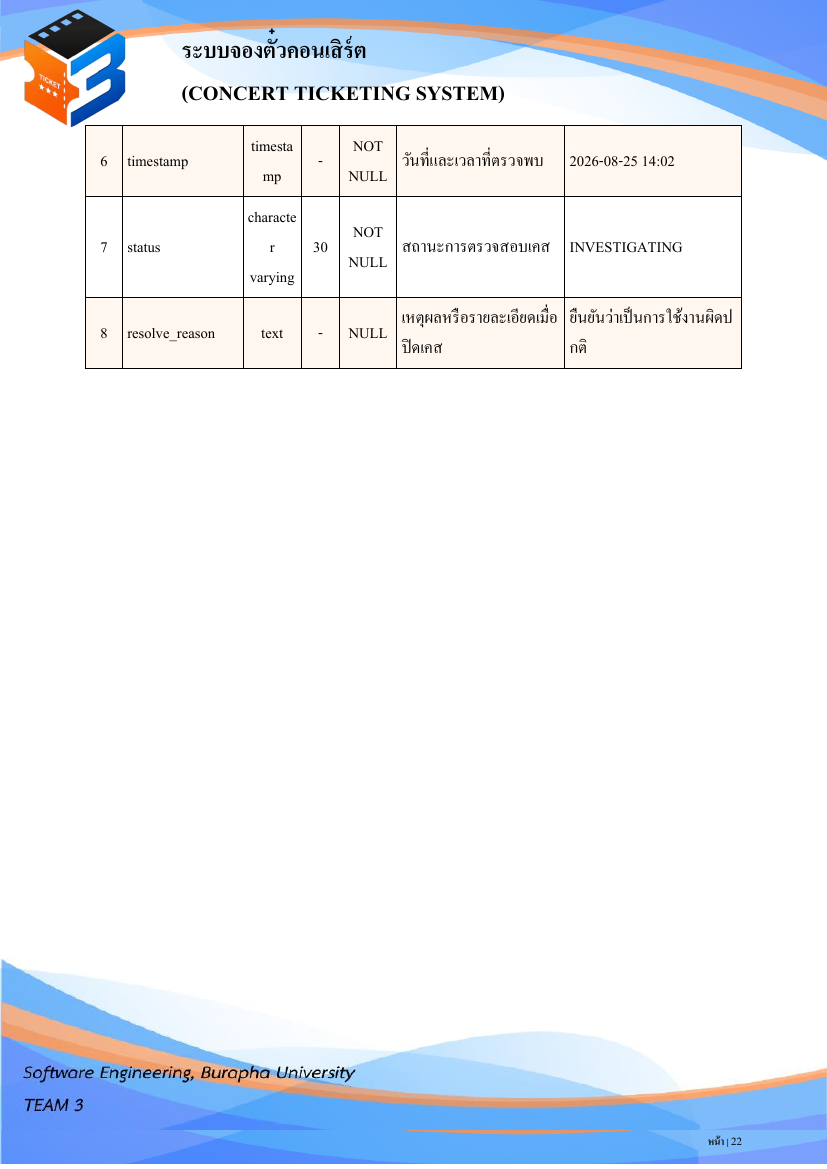 TICKET
ระบบจองตั๋วคอนเสิร์ต
(CONCERT TICKETING SYSTEM)
6 timestamp timesta - NOT วันที่และเวลาที่ตรวจพบ 2026-08-25 14:02
mp NULL
7 status characte 30 NOT สถานะการตรวจสอบเคส INVESTIGATING
r NULL
varying
8 resolve_reason text - NULL เหตุผลหรือรายละเอียดเมื่อ ยืนยันว่าเป็นการใช้งานผิดป
ปิดเคส กติ
Software Engineering, Burapha University
TEAM 3
หน้า | 22